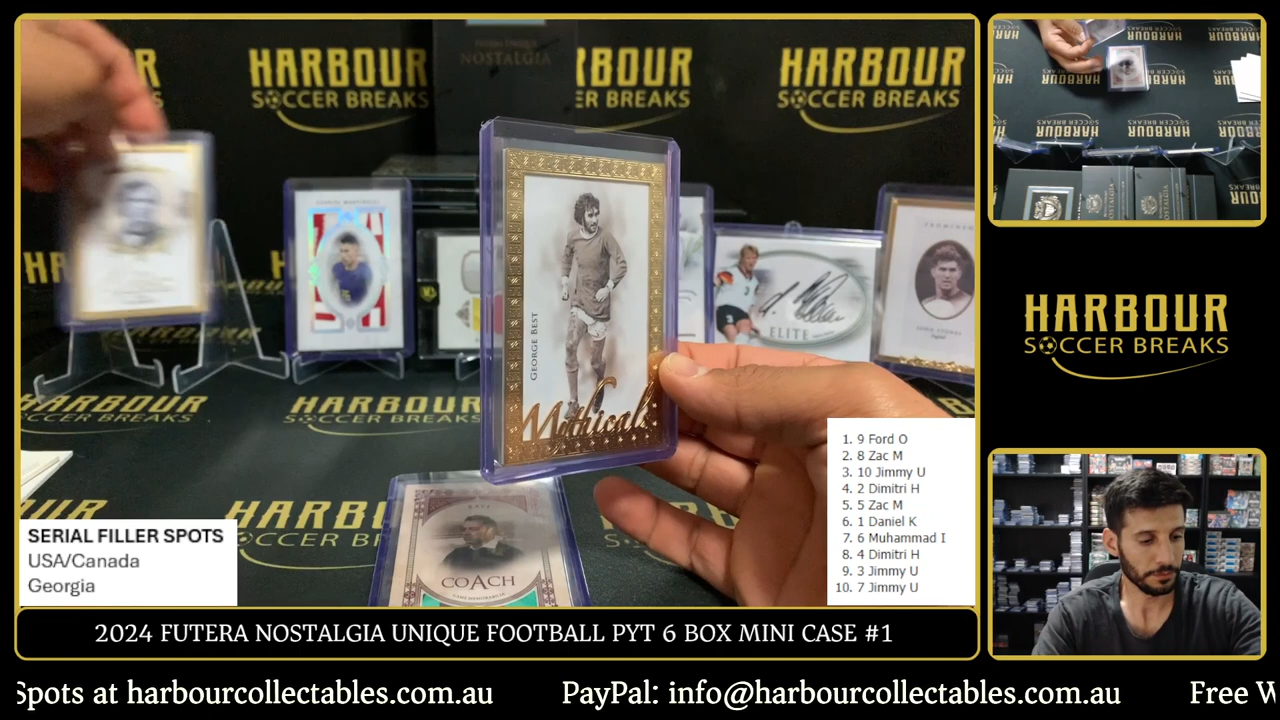 NOSTALGIA
HARBOUR
SOCCER BREAKS
HARBOUR
SOCCER BREAKS
GEORGE BEST
Mythicals
ELITE
COACH
HARBOUR
SOCCER BREAKS
SERIAL FILLER SPOTS
USA/Canada
Georgia
1. 9 Ford O
2. 8 Zac M
3. 10 Jimmy U
4. 2 Dimitri H
5. 5 Zac M
6. 1 Daniel K
7. 6 Muhammad I
8. 4 Dimitri H
9. 3 Jimmy U
10. 7 Jimmy U
2024 FUTERA NOSTALGIA UNIQUE FOOTBALL PYT 6 BOX MINI CASE #1
Spots at harbourcollectables.com.au PayPal: info@harbourcollectables.com.au Free W